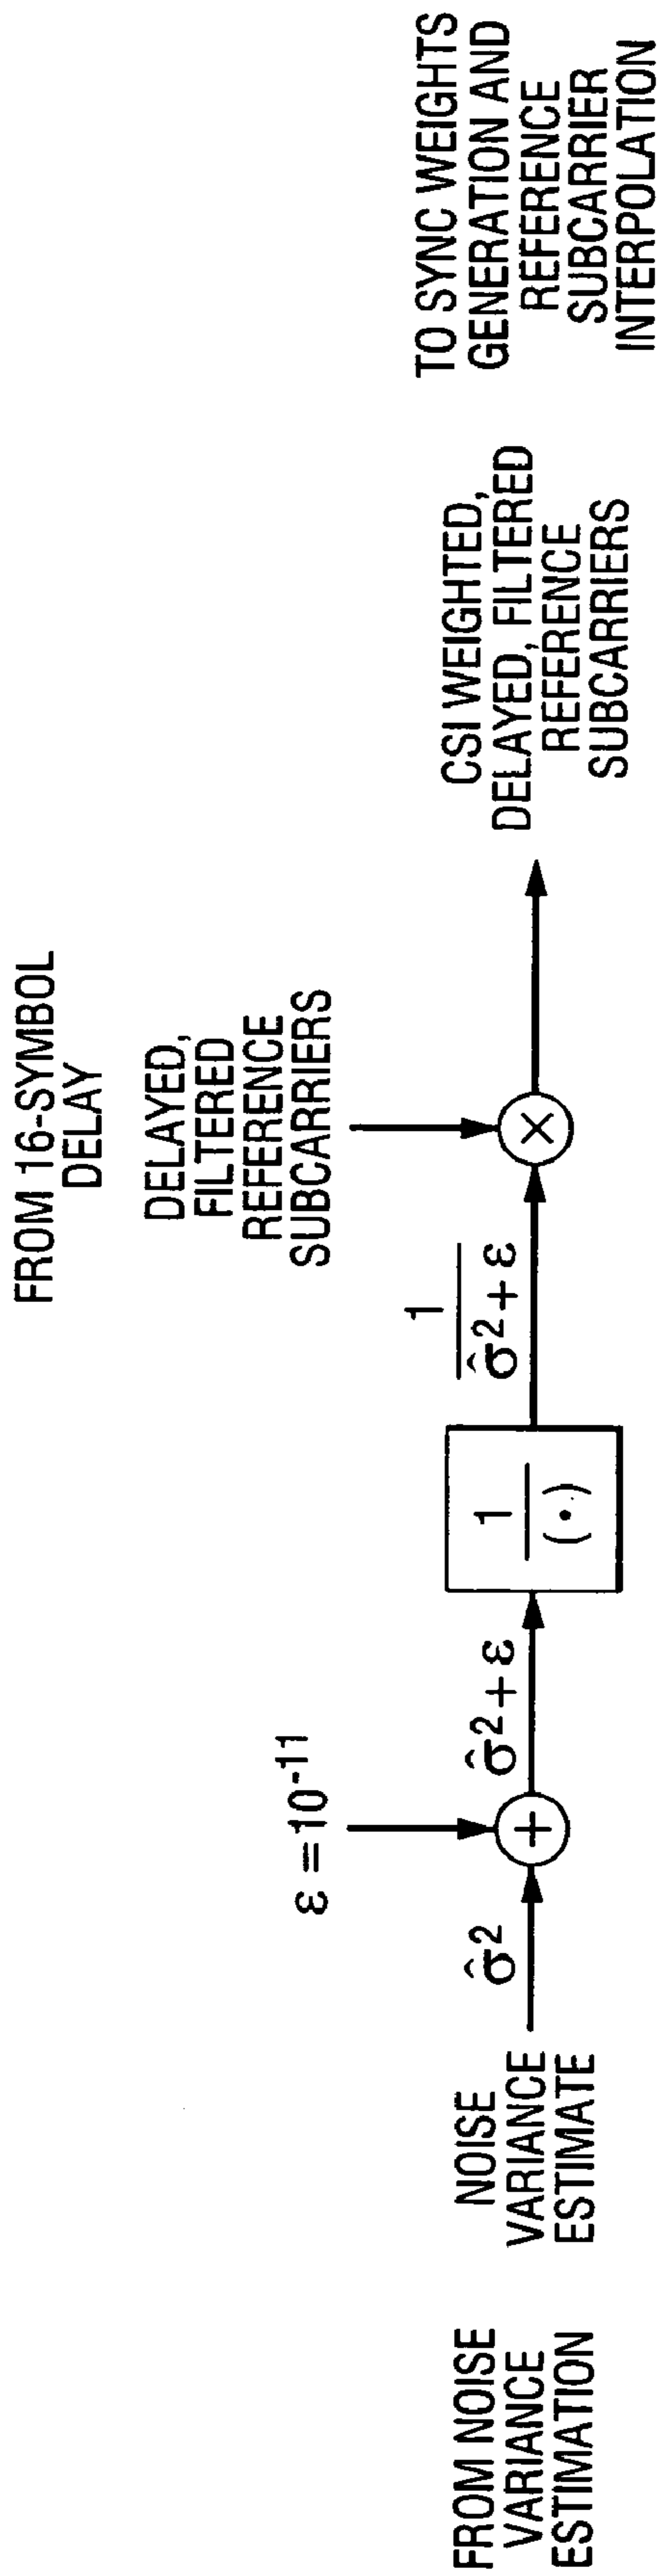 FROM NOISE
VARIANCE
ESTIMATION
NOISE
VARIANCE
ESTIMATE
σ̂²
ε = 10⁻¹¹
+
σ̂²+ε
1
(•)
1
σ̂²+ε
FROM 16-SYMBOL
DELAY
DELAYED,
FILTERED
REFERENCE
SUBCARRIERS
×
CSI WEIGHTED,
DELAYED, FILTERED
REFERENCE
SUBCARRIERS
TO SYNC WEIGHTS
GENERATION AND
REFERENCE
SUBCARRIER
INTERPOLATION